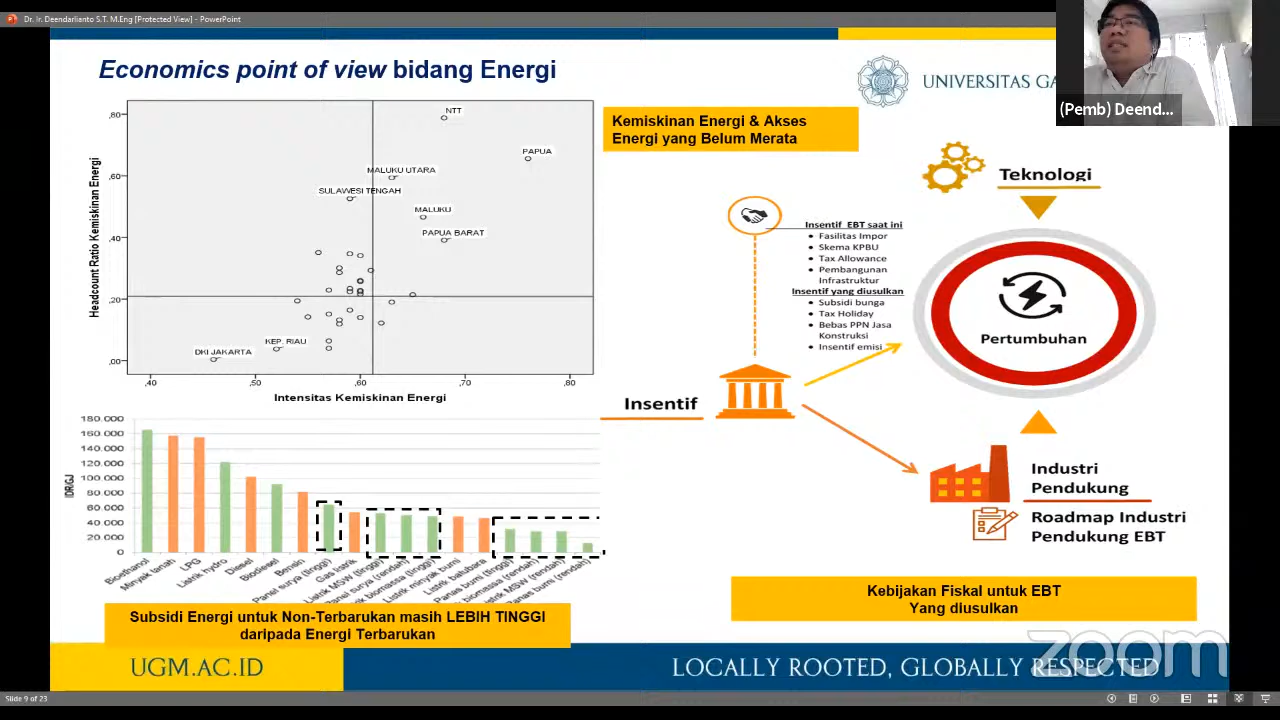 Dr. Ir. Deendarlianto S.T. M.Eng [Protected View] - PowerPoint
Economics point of view bidang Energi
UNIVERSITAS GA
(Pemb) Deend...
Kemiskinan Energi & Akses
Energi yang Belum Merata
Headcount Ratio Kemiskinan Energi
,80
,60
,40
,20
,00
NTT
PAPUA
MALUKU UTARA
SULAWESI TENGAH
MALUKU
PAPUA BARAT
KEP. RIAU
DKI JAKARTA
,40
,50
,60
,70
,80
Intensitas Kemiskinan Energi
IDR/GJ
180.000
160.000
140.000
120.000
100.000
80.000
60.000
40.000
20.000
0
Bioethanol
Minyak tanah
LPG
Listrik hydro
Diesel
Biodiesel
Bensin
Panel surya (tinggi)
Gas listrik
Listrik MSW (tinggi)
Panel surya (rendah)
biomassa (tinggi)
Listrik minyak bumi
Listrik batubara
Panas bumi (tinggi)
biomassa (rendah)
Listrik MSW (rendah)
Panas bumi (rendah)
Subsidi Energi untuk Non-Terbarukan masih LEBIH TINGGI
daripada Energi Terbarukan
Insentif EBT saat ini
• Fasilitas Impor
• Skema KPBU
• Tax Allowance
• Pembangunan
Infrastruktur
Insentif yang diusulkan
• Subsidi bunga
• Tax Holiday
• Bebas PPN Jasa
Konstruksi
• Insentif emisi
Insentif
Teknologi
Pertumbuhan
Industri
Pendukung
Roadmap Industri
Pendukung EBT
Kebijakan Fiskal untuk EBT
Yang diusulkan
zoom
UGM.AC.ID
LOCALLY ROOTED, GLOBALLY RESPECTED
Slide 9 of 23